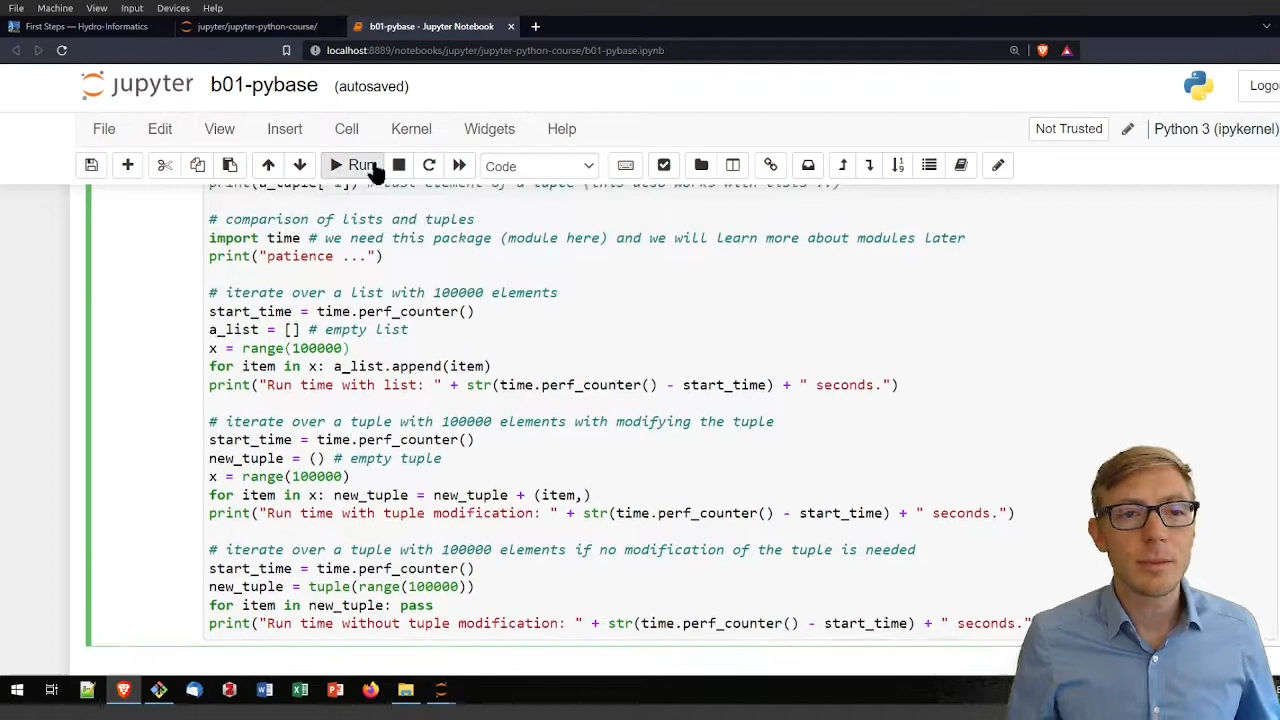 File Machine View Input Devices Help
First Steps — Hydro-Informatics
jupyter/jupyter-python-course/
b01-pybase - Jupyter Notebook
localhost:8889/notebooks/jupyter/jupyter-python-course/b01-pybase.ipynb
jupyter b01-pybase (autosaved)
Logo
File Edit View Insert Cell Kernel Widgets Help
Not Trusted
Python 3 (ipykernel)
Run
Code
# comparison of lists and tuples
import time # we need this package (module here) and we will learn more about modules later
print("patience ...")
# iterate over a list with 100000 elements
start_time = time.perf_counter()
a_list = [] # empty list
x = range(100000)
for item in x: a_list.append(item)
print("Run time with list: " + str(time.perf_counter() - start_time) + " seconds.")
# iterate over a tuple with 100000 elements with modifying the tuple
start_time = time.perf_counter()
new_tuple = () # empty tuple
x = range(100000)
for item in x: new_tuple = new_tuple + (item,)
print("Run time with tuple modification: " + str(time.perf_counter() - start_time) + " seconds.")
# iterate over a tuple with 100000 elements if no modification of the tuple is needed
start_time = time.perf_counter()
new_tuple = tuple(range(100000))
for item in new_tuple: pass
print("Run time without tuple modification: " + str(time.perf_counter() - start_time) + " seconds."